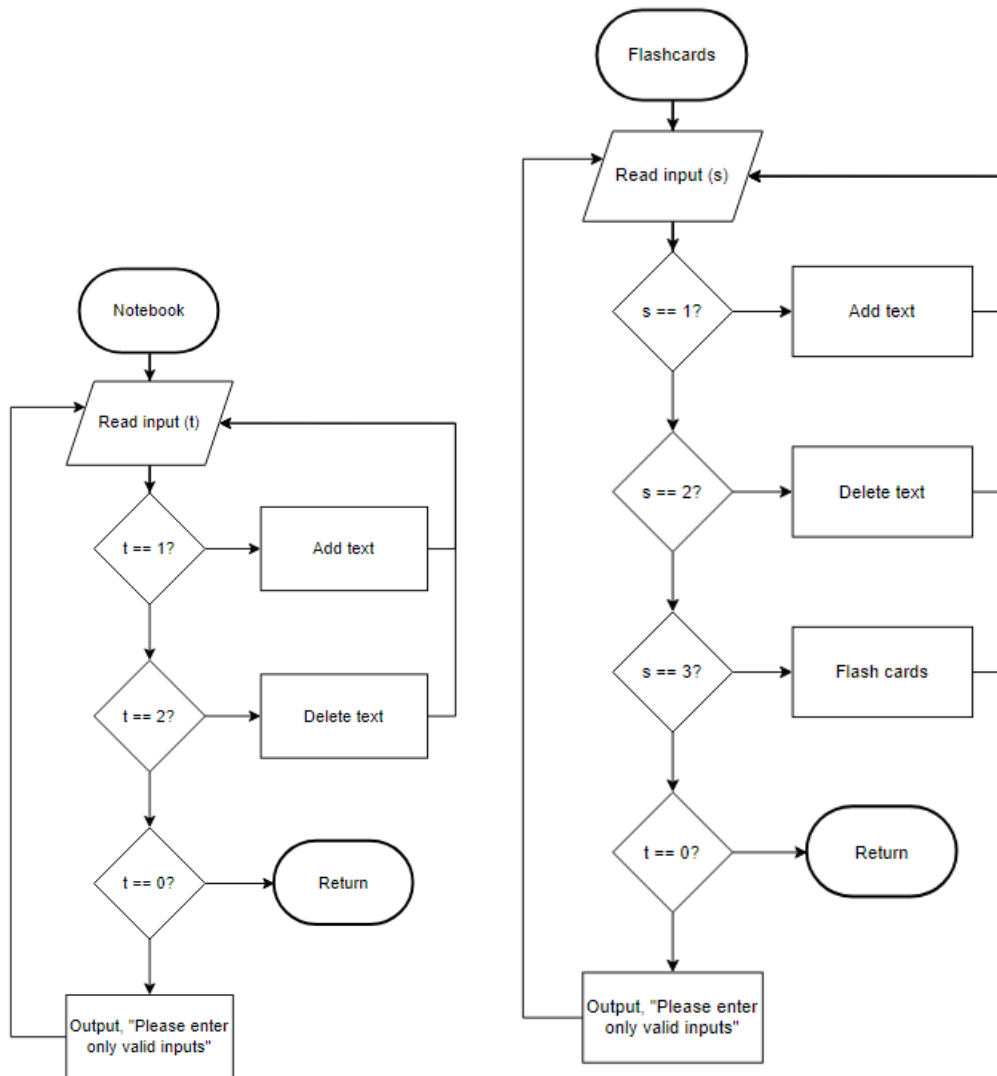 Notebook
Read input (t)
t == 1?
Add text
t == 2?
Delete text
t == 0?
Return
Output, "Please enter
only valid inputs"
Flashcards
Read input (s)
s == 1?
Add text
s == 2?
Delete text
s == 3?
Flash cards
t == 0?
Return
Output, "Please enter
only valid inputs"